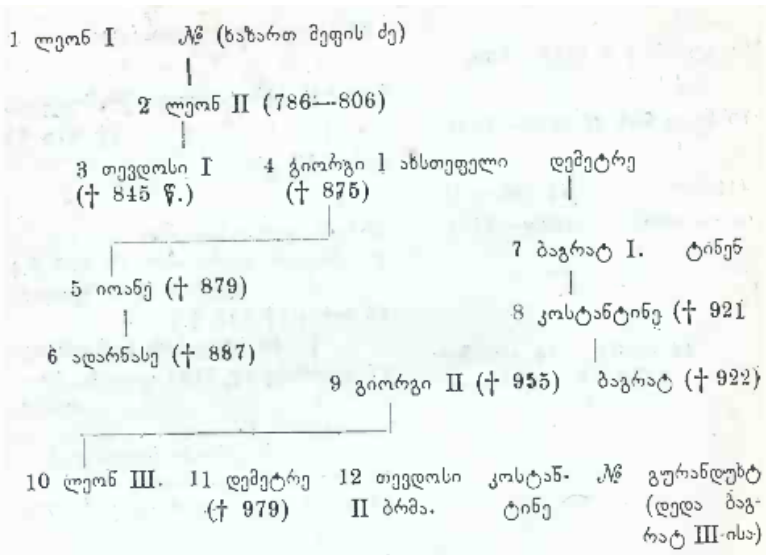 1 ლეონ I № (ხაზართ მეფის ძე)
2 ლეონ II (786—806)
3 თევდოსი I 4 გიორგი I ახსთეფელი დემეტრე
(† 845 წ.) († 875)
7 ბაგრატ I. ტინენ
5 იოანე († 879)
8 კოსტანტინე († 921
6 ადარნასე († 887)
9 გიორგი II († 955) ბაგრატ († 922)
10 ლეონ III. 11 დემეტრე 12 თევდოსი კოსტან- № გურანდუხტ
(† 979) II ბრმა. ტინე (დედა ბაგ-
რატ III-ისა)